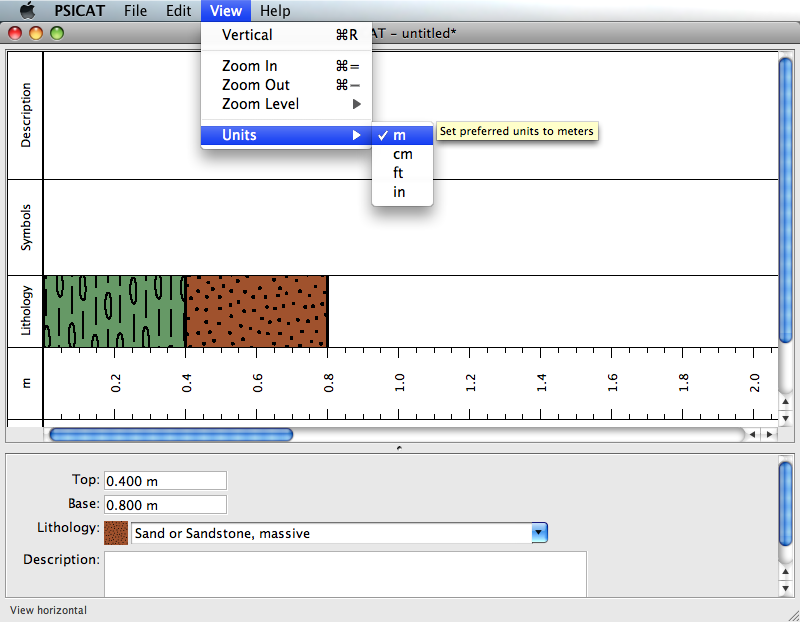 PSICAT File Edit View Help
AT – untitled*
Vertical ⌘R
Zoom In ⌘=
Zoom Out ⌘–
Zoom Level
Units
✓ m
cm
ft
in
Set preferred units to meters
Description
Symbols
Lithology
m
0.2 0.4 0.6 0.8 1.0 1.2 1.4 1.6 1.8 2.0
Top: 0.400 m
Base: 0.800 m
Lithology: Sand or Sandstone, massive
Description:
View horizontal